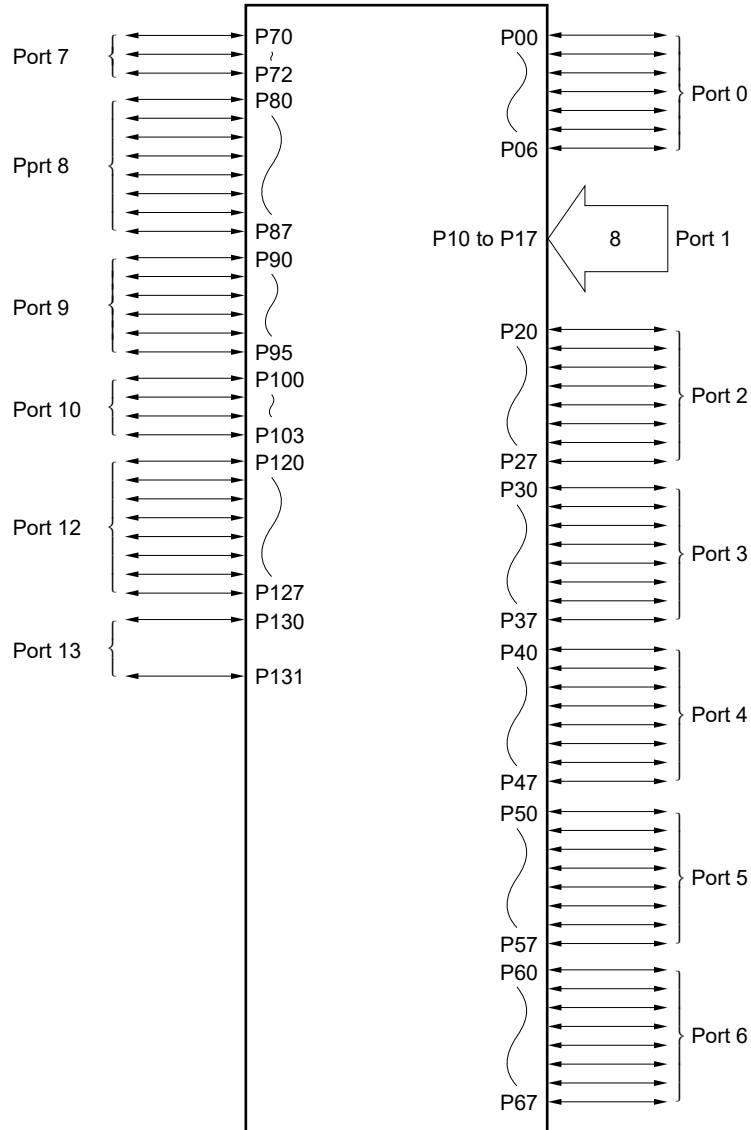 Port 7
P70
P72
Pprt 8
P80
P87
Port 9
P90
P95
Port 10
P100
P103
Port 12
P120
P127
Port 13
P130
P131
P00
P06
Port 0
P10 to P17
8
Port 1
P20
P27
Port 2
P30
P37
Port 3
P40
P47
Port 4
P50
P57
Port 5
P60
P67
Port 6